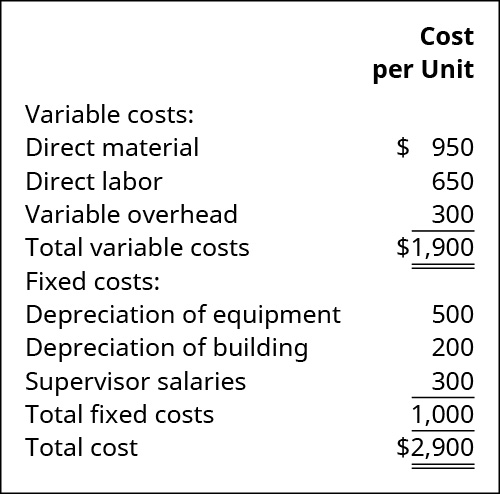 Cost
per Unit
Variable costs:
Direct material $ 950
Direct labor 650
Variable overhead 300
Total variable costs $1,900
Fixed costs:
Depreciation of equipment 500
Depreciation of building 200
Supervisor salaries 300
Total fixed costs 1,000
Total cost $2,900